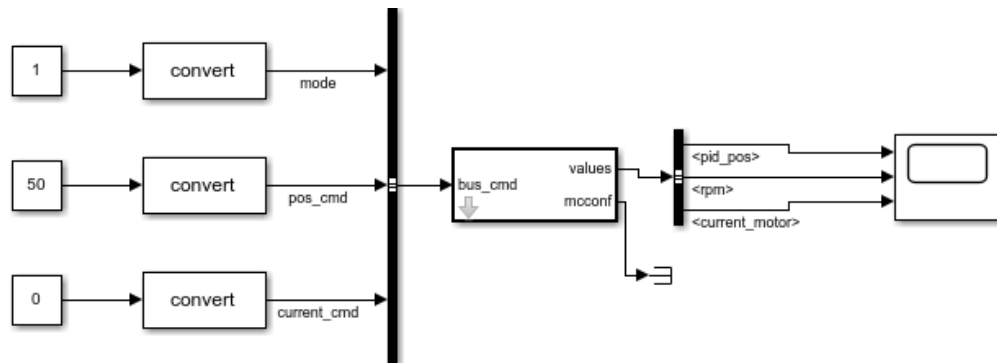 1
convert
mode
50
convert
pos_cmd
0
convert
current_cmd
bus_cmd
values
mcconf
<pid_pos>
<rpm>
<current_motor>